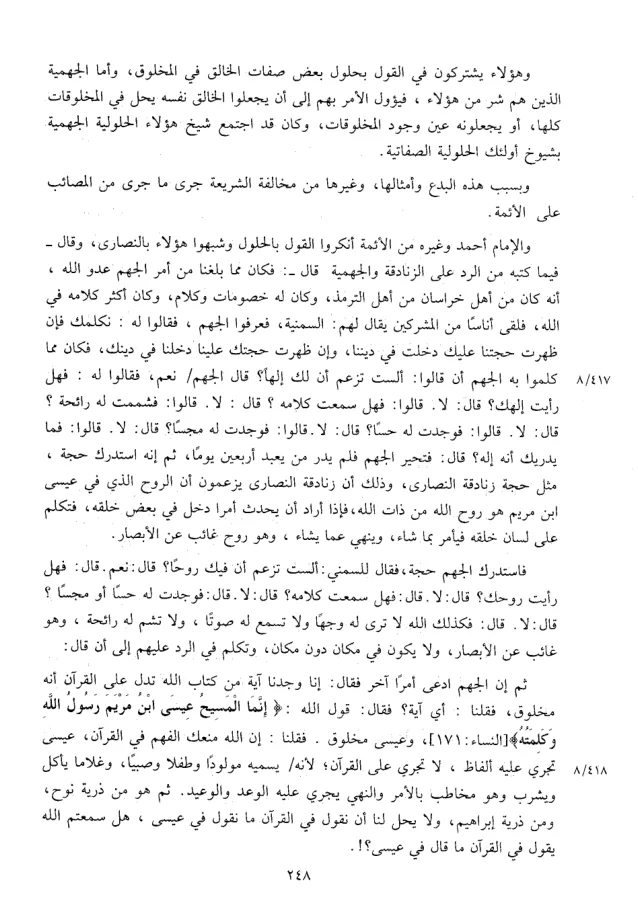 وهؤلاء يشتركون في القول بحلول بعض صفات الخالق في المخلوق، وأما الجهمية
الذين هم شر من هؤلاء ، فيؤول الأمر بهم إلى أن يجعلوا الخالق نفسه يحل في المخلوقات
كلها، أو يجعلونه عين وجود المخلوقات، وكان قد اجتمع شيخ هؤلاء الحلولية الجهمية
بشيوخ أولئك الحلولية الصفاتية.
وبسبب هذه البدع وأمثالها، وغيرها من مخالفة الشريعة جرى ما جرى من المصائب
على الأئمة.
والإمام أحمد وغيره من الأئمة أنكروا القول بالحلول وشبهوا هؤلاء بالنصارى، وقال ـ
فيما كتبه من الرد على الزنادقة والجهمية قال ـ: فكان مما بلغنا من أمر الجهم عدو الله ،
أنه كان من أهل خراسان من أهل الترمذ، وكان له خصومات وكلام، وكان أكثر كلامه في
الله، فلقى أناسًا من المشركين يقال لهم: السمنية، فعرفوا الجهم ، فقالوا له : نكلمك فإن
ظهرت حجتنا عليك دخلت في ديننا، وإن ظهرت حجتك علينا دخلنا في دينك، فكان مما
٨/٤١٧ كلموا به الجهم أن قالوا: ألست تزعم أن لك إلهاً؟ قال الجهم/ نعم، فقالوا له : فهل
رأيت إلهك؟ قال: لا. قالوا: فهل سمعت كلامه ؟ قال : لا. قالوا: فشممت له رائحة ؟
قال: لا. قالوا: فوجدت له حسًا؟ قال: لا.قالوا: فوجدت له مجسًا؟ قال: لا. قالوا: فما
يدريك أنه إله؟ قال: فتحير الجهم فلم يدر من يعبد أربعين يومًا، ثم إنه استدرك حجة ،
مثل حجة زنادقة النصارى، وذلك أن زنادقة النصارى يزعمون أن الروح الذي في عيسى
ابن مريم هو روح الله من ذات الله،فإذا أراد أن يحدث أمرا دخل في بعض خلقه، فتكلم
على لسان خلقه فيأمر بما شاء، وينهي عما يشاء ، وهو روح غائب عن الأبصار.
فاستدرك الجهم حجة،فقال للسمني:ألست تزعم أن فيك روحًا؟ قال:نعم.قال: فهل
رأيت روحك؟ قال:لا.قال:فهل سمعت كلامه؟ قال:لا.قال:فوجدت له حسًا أو مجسًا ؟
قال:لا. قال: فكذلك الله لا ترى له وجهًا ولا تسمع له صوتًا ، ولا تشم له رائحة ، وهو
غائب عن الأبصار، ولا يكون في مكان دون مكان، وتكلم في الرد عليهم إلى أن قال:
ثم إن الجهم ادعى أمرًا آخر فقال: إنا وجدنا آية من كتاب الله تدل على القرآن أنه
مخلوق، فقلنا : أي آية؟ فقال: قول الله :﴿ إِنَّمَا الْمَسِيحُ عِيسَى ابْنُ مَرْيَمَ رَسُولُ اللَّهِ
وَكَلِمَتُهُ﴾[النساء:١٧١]، وعيسى مخلوق . فقلنا : إن الله منعك الفهم في القرآن، عيسى
٨/٤١٨ تجري عليه ألفاظ ، لا تجري على القرآن؛ لأنه/ يسميه مولودًا وطفلا وصبيًا، وغلاما يأكل
ويشرب وهو مخاطب بالأمر والنهي يجري عليه الوعد والوعيد. ثم هو من ذرية نوح،
ومن ذرية إبراهيم، ولا يحل لنا أن نقول في القرآن ما نقول في عيسى ، هل سمعتم الله
يقول في القرآن ما قال في عيسى؟!.
٢٤٨